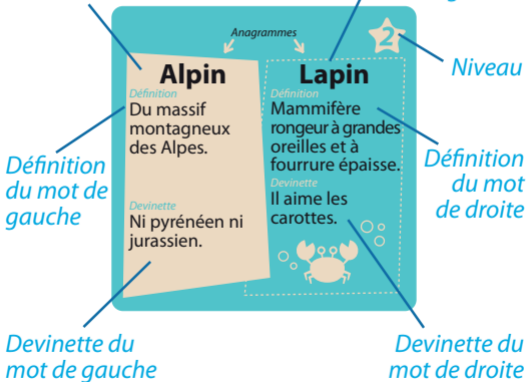 Anagrammes
2
Niveau
Alpin
Définition
Du massif
montagneux
des Alpes.
Devinette
Ni pyrénéen ni
jurassien.
Lapin
Définition
Mammifère
rongeur à grandes
oreilles et à
fourrure épaisse.
Devinette
Il aime les
carottes.
Définition
du mot de
gauche
Définition
du mot
de droite
Devinette du
mot de gauche
Devinette du
mot de droite